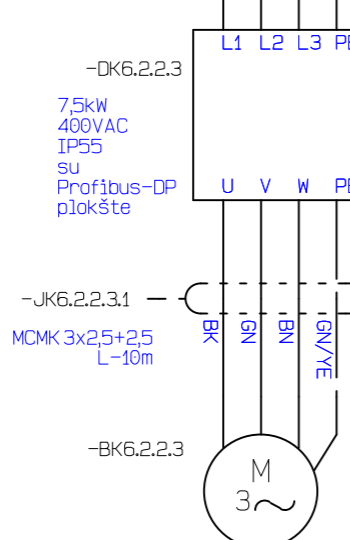 L1 L2 L3 PE
-DK6.2.2.3
7,5kW
400VAC
IP55
su
Profibus-DP
plokšte
U V W PE
-JK6.2.2.3.1
MCMK 3x2,5+2,5
L-10m
BK GN BN GN/YE
-BK6.2.2.3
M
3~